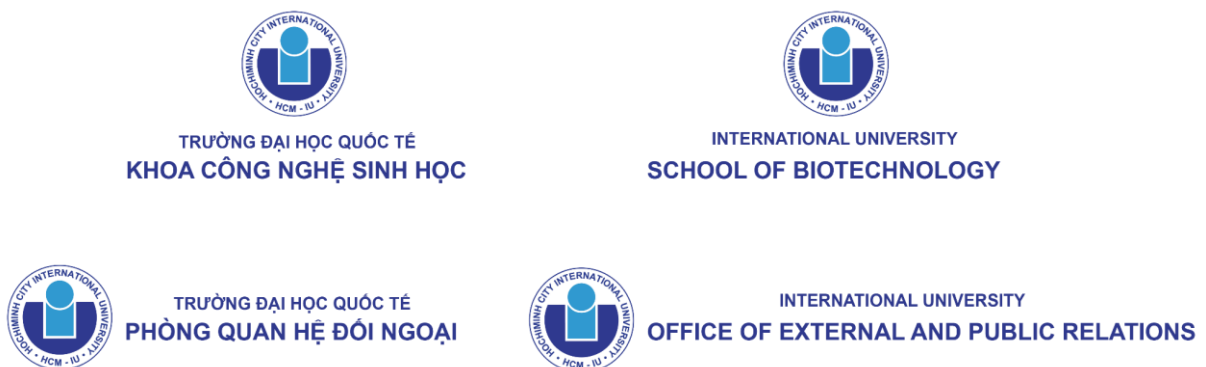 HOCHIMINH CITY INTERNATIONAL UNIVERSITY
• HCM - IU •
TRƯỜNG ĐẠI HỌC QUỐC TẾ
KHOA CÔNG NGHỆ SINH HỌC
HOCHIMINH CITY INTERNATIONAL UNIVERSITY
• HCM - IU •
INTERNATIONAL UNIVERSITY
SCHOOL OF BIOTECHNOLOGY
HOCHIMINH CITY INTERNATIONAL UNIVERSITY
• HCM - IU •
TRƯỜNG ĐẠI HỌC QUỐC TẾ
PHÒNG QUAN HỆ ĐỐI NGOẠI
HOCHIMINH CITY INTERNATIONAL UNIVERSITY
• HCM - IU •
INTERNATIONAL UNIVERSITY
OFFICE OF EXTERNAL AND PUBLIC RELATIONS